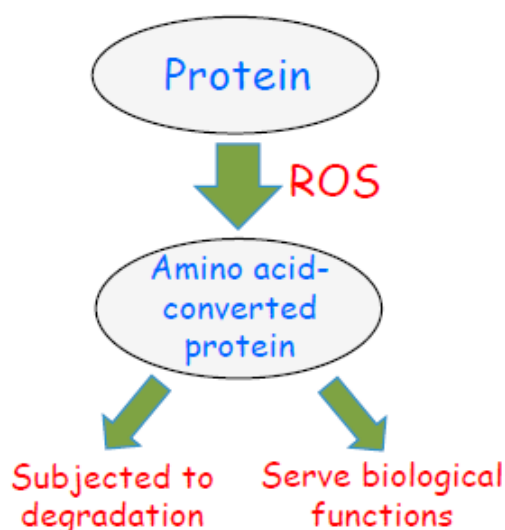 Protein
ROS
Amino acid-
converted
protein
Subjected to
degradation
Serve biological
functions